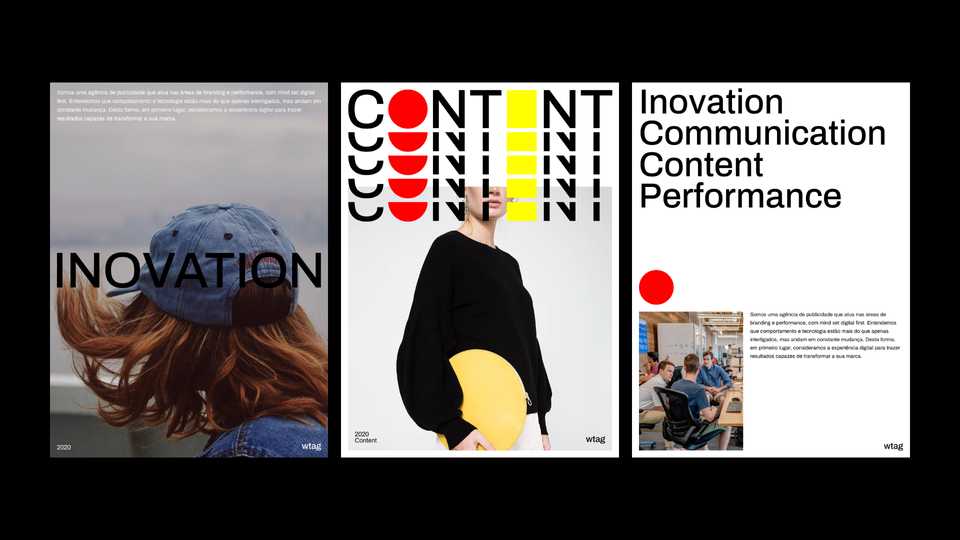 Somos uma agência de publicidade que atua nas áreas de branding e performance, com mind set digital
first. Entendemos que comportamento e tecnologia estão mais do que apenas interligados, mas andam em
constante mudança. Desta forma, em primeiro lugar, consideramos a experiência digital para trazer
resultados capazes de transformar a sua marca.
INOVATION
2020
wtag
CONTENT
CONTENT
CONTENT
CONTENT
CONTENT
2020
Content
wtag
Inovation
Communication
Content
Performance
Somos uma agência de publicidade que atua nas áreas de
branding e performance, com mind set digital first. Entendemos
que comportamento e tecnologia estão mais do que apenas
interligados, mas andam em constante mudança. Desta forma,
em primeiro lugar, consideramos a experiência digital para trazer
resultados capazes de transformar a sua marca.
wtag